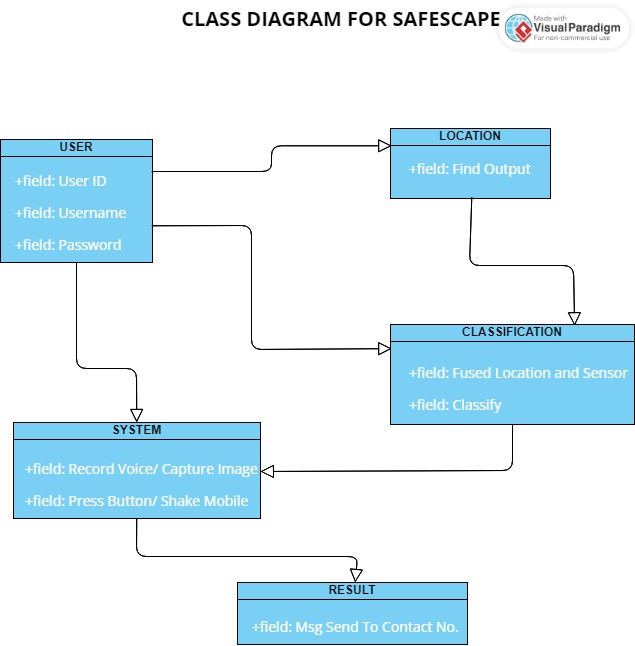 CLASS DIAGRAM FOR SAFESCAPE
Made with
VisualParadigm
For non-commercial use
USER
+field: User ID
+field: Username
+field: Password
LOCATION
+field: Find Output
CLASSIFICATION
+field: Fused Location and Sensor
+field: Classify
SYSTEM
+field: Record Voice/ Capture Image
+field: Press Button/ Shake Mobile
RESULT
+field: Msg Send To Contact No.